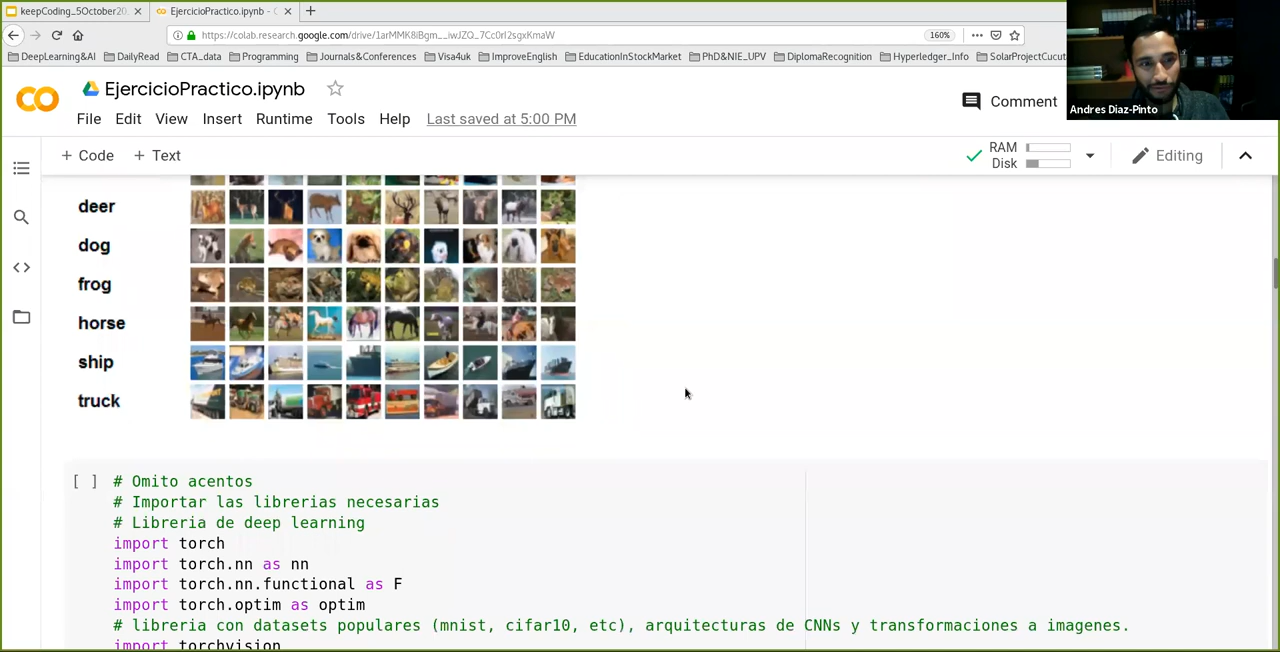 keepCoding_5October20
EjercicioPractico.ipynb - C
https://colab.research.google.com/drive/1arMMK8iBgm__iwJZQ_7Cc0rI2sgxKmaW
160%
DeepLearning&AI
DailyRead
CTA_data
Programming
Journals&Conferences
Visa4uk
ImproveEnglish
EducationInStockMarket
PhD&NIE_UPV
DiplomaRecognition
Hyperledger_Info
SolarProjectCucut
Andres Diaz-Pinto
EjercicioPractico.ipynb
Comment
File Edit View Insert Runtime Tools Help Last saved at 5:00 PM
+ Code + Text
RAM
Disk
Editing
deer
dog
frog
horse
ship
truck
[ ] # Omito acentos
# Importar las librerias necesarias
# Libreria de deep learning
import torch
import torch.nn as nn
import torch.nn.functional as F
import torch.optim as optim
# libreria con datasets populares (mnist, cifar10, etc), arquitecturas de CNNs y transformaciones a imagenes.
import torchvision